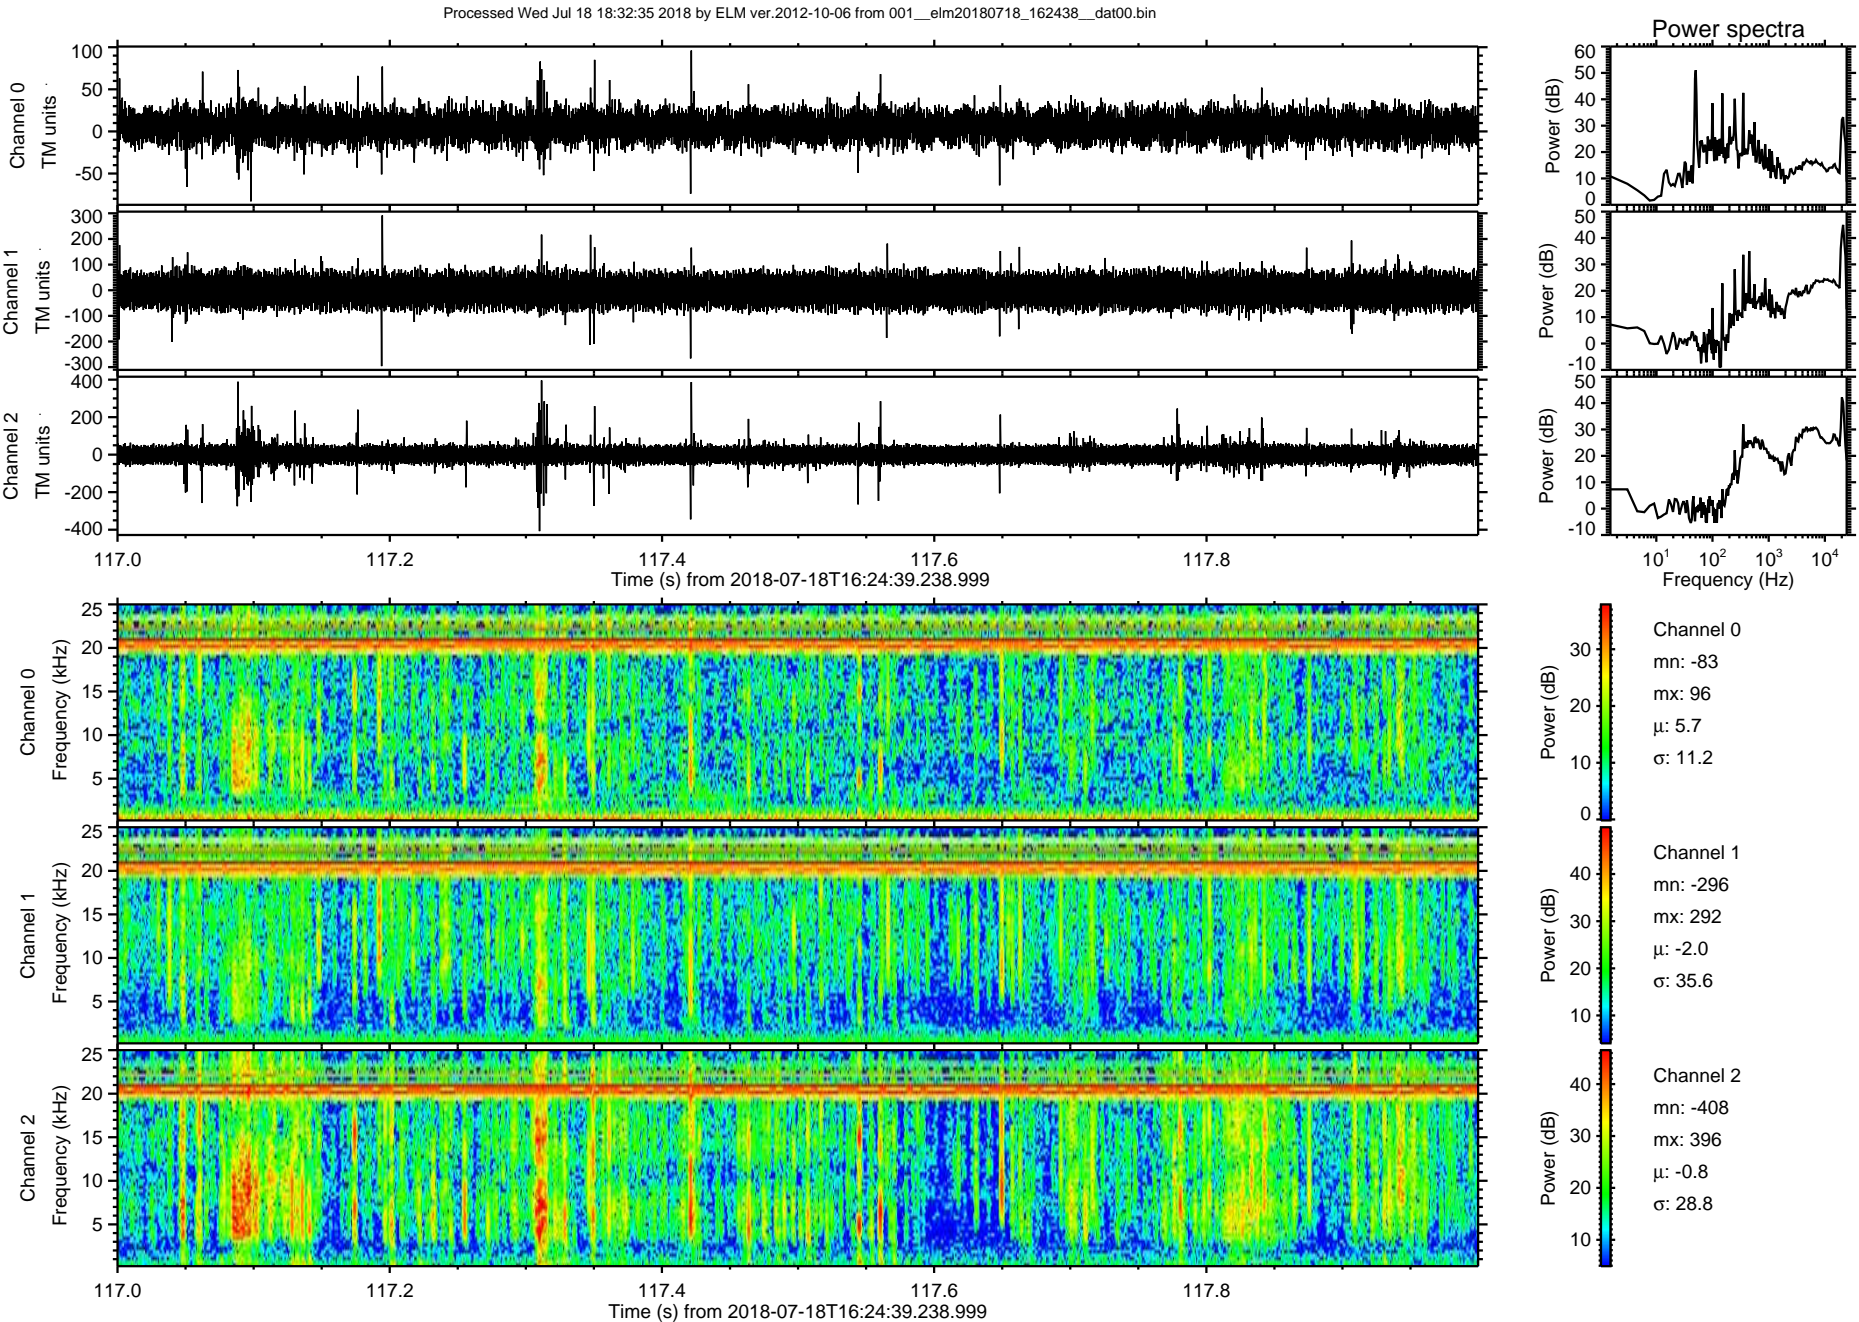 Processed Wed Jul 18 18:32:35 2018 by ELM ver.2012-10-06 from 001__elm20180718_162438__dat00.bin
Power spectra
Channel 0
TM units
100
50
0
-50
Power (dB)
60
50
40
30
20
10
0
Channel 1
TM units
300
200
100
0
-100
-200
-300
Power (dB)
50
40
30
20
10
0
-10
Channel 2
TM units
400
200
0
-200
-400
Power (dB)
50
40
30
20
10
0
-10
117.0 117.2 117.4 117.6 117.8
Time (s) from 2018-07-18T16:24:39.238.999
10^1 10^2 10^3 10^4
Frequency (Hz)
Channel 0
Frequency (kHz)
25
20
15
10
5
Power (dB)
30
20
10
0
Channel 0
mn: -83
mx: 96
μ: 5.7
σ: 11.2
Channel 1
Frequency (kHz)
25
20
15
10
5
Power (dB)
40
30
20
10
Channel 1
mn: -296
mx: 292
μ: -2.0
σ: 35.6
Channel 2
Frequency (kHz)
25
20
15
10
5
Power (dB)
40
30
20
10
Channel 2
mn: -408
mx: 396
μ: -0.8
σ: 28.8
117.0 117.2 117.4 117.6 117.8
Time (s) from 2018-07-18T16:24:39.238.999